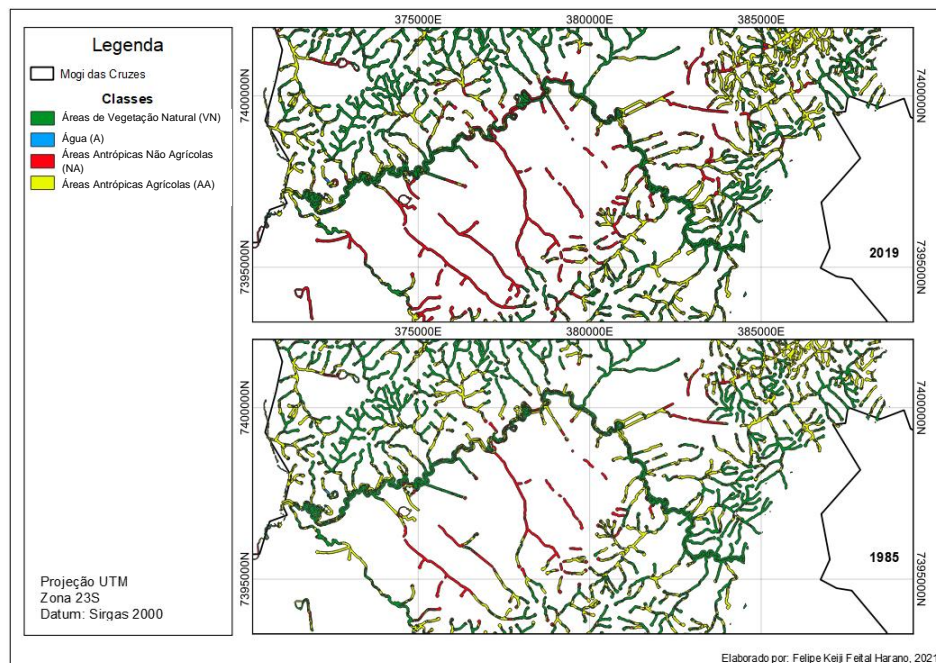 Legenda
Mogi das Cruzes
Classes
Áreas de Vegetação Natural (VN)
Água (A)
Áreas Antrópicas Não Agrícolas
(NA)
Áreas Antrópicas Agrícolas (AA)
Projeção UTM
Zona 23S
Datum: Sirgas 2000
375000E 380000E 385000E
7400000N 7400000N
7395000N 7395000N
2019
375000E 380000E 385000E
7400000N 7400000N
7395000N 7395000N
1985
Elaborado por: Felipe Keiji Feital Harano, 2021